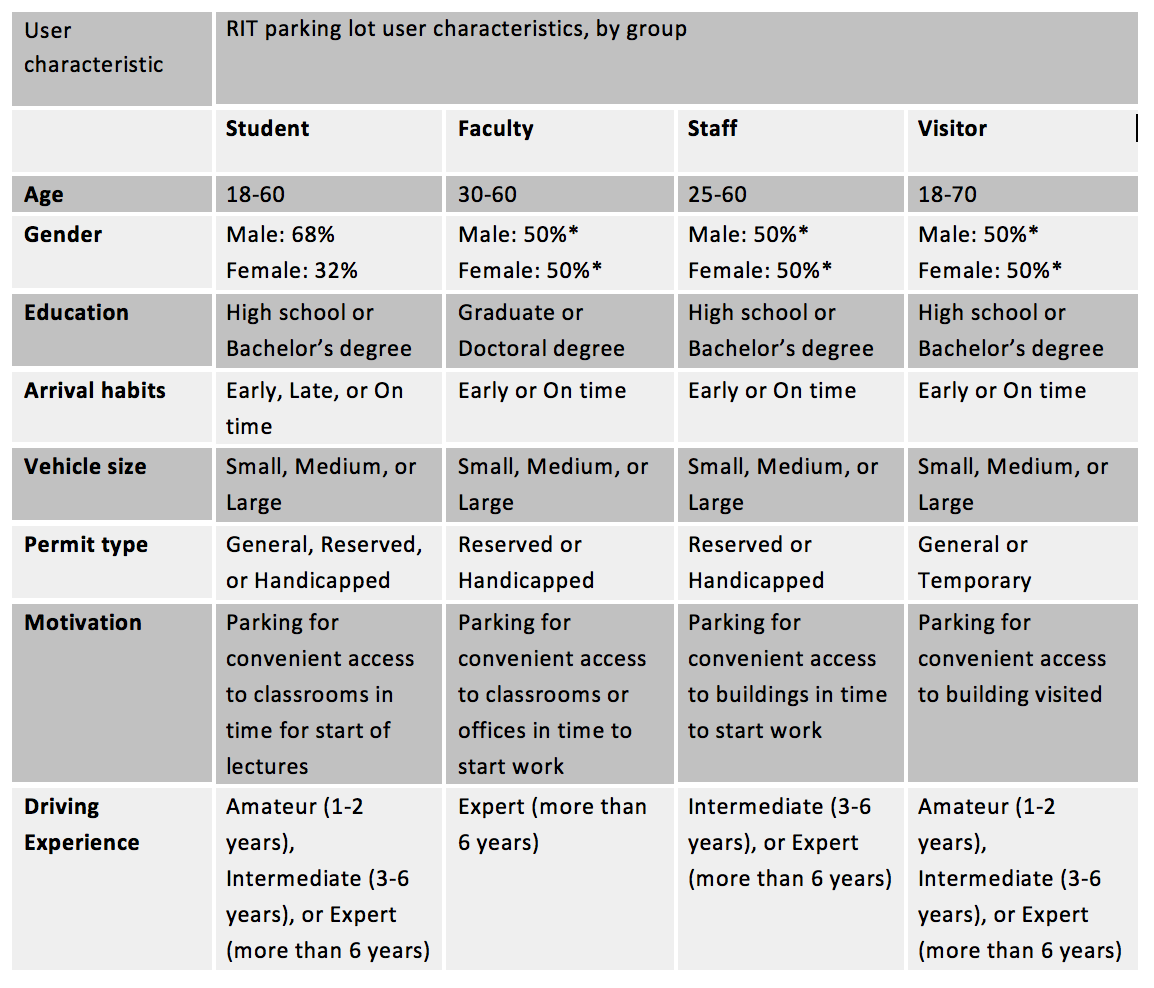 User
characteristic
RIT parking lot user characteristics, by group
Student
Faculty
Staff
Visitor
Age
18-60
30-60
25-60
18-70
Gender
Male: 68%
Female: 32%
Male: 50%*
Female: 50%*
Male: 50%*
Female: 50%*
Male: 50%*
Female: 50%*
Education
High school or
Bachelor’s degree
Graduate or
Doctoral degree
High school or
Bachelor’s degree
High school or
Bachelor’s degree
Arrival habits
Early, Late, or On
time
Early or On time
Early or On time
Early or On time
Vehicle size
Small, Medium, or
Large
Small, Medium, or
Large
Small, Medium, or
Large
Small, Medium, or
Large
Permit type
General, Reserved,
or Handicapped
Reserved or
Handicapped
Reserved or
Handicapped
General or
Temporary
Motivation
Parking for
convenient access
to classrooms in
time for start of
lectures
Parking for
convenient access
to classrooms or
offices in time to
start work
Parking for
convenient access
to buildings in time
to start work
Parking for
convenient access
to building visited
Driving
Experience
Amateur (1-2
years),
Intermediate (3-6
years), or Expert
(more than 6 years)
Expert (more than
6 years)
Intermediate (3-6
years), or Expert
(more than 6 years)
Amateur (1-2
years),
Intermediate (3-6
years), or Expert
(more than 6 years)